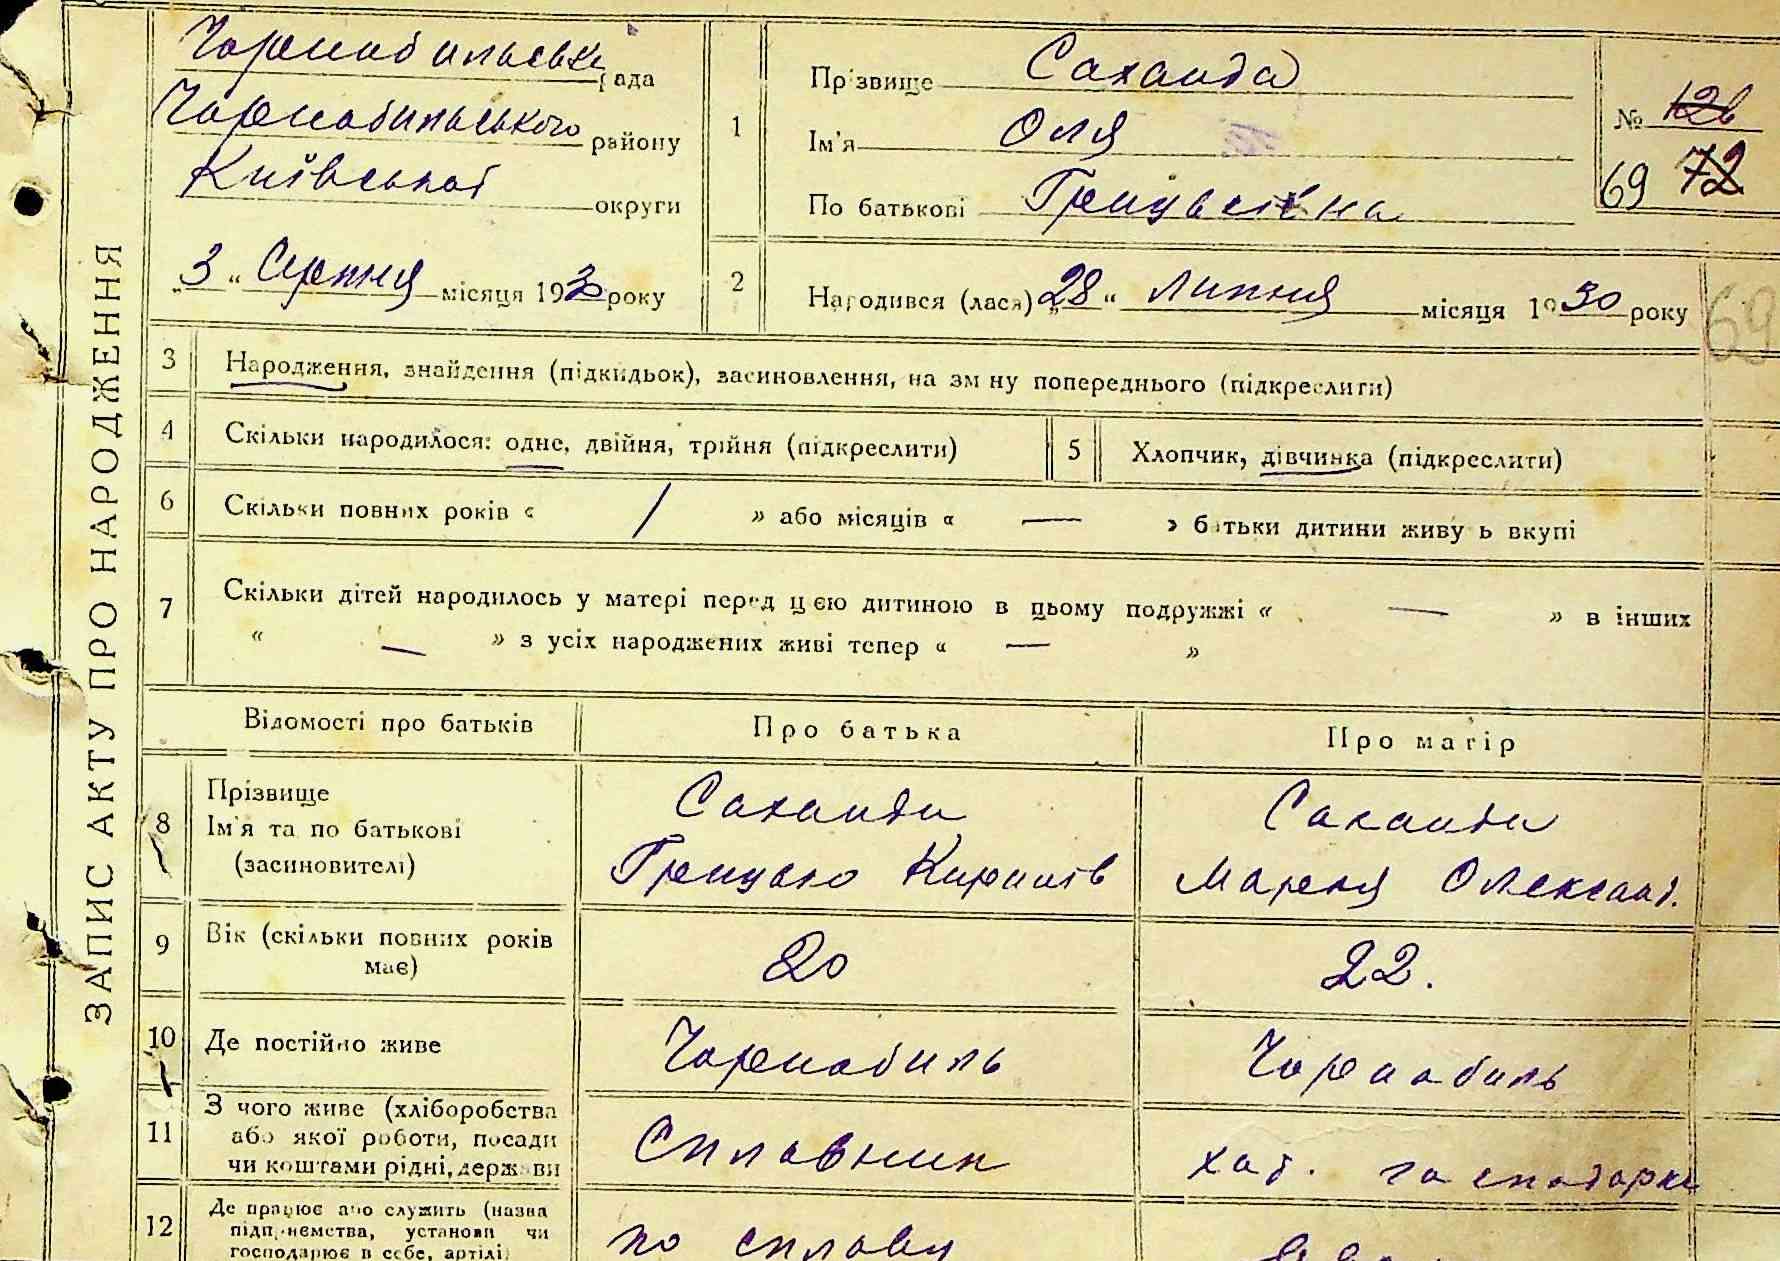 ЗАПИС АКТУ ПРО НАРОДЖЕННЯ
Чорнобильська рада
Чорнобильського району
Київської округи
„3“ Серпня місяця 1930 року
1
Прізвище Саханда
Ім'я Оля
По батькові Грицьківна
№ 126
69 72
2
Народився (лася) „28“ липня місяця 1930 року
69
3 Народження, знайдення (підкидьок), засиновлення, на зміну попереднього (підкреслити)
4 Скільки народилося: одне, двійня, трійня (підкреслити)
5 Хлопчик, дівчинка (підкреслити)
6 Скільки повних років « / » або місяців « — » батьки дитини живуть вкупі
7 Скільки дітей народилось у матері перед цією дитиною в цьому подружжі « — » в інших
« — » з усіх народжених живі тепер « — »
Відомості про батьків Про батька Про матір
8 Прізвище
Ім'я та по батькові
(засиновителі)
Саханда
Грицько Кирилів
Саханда
Марія Олександ.
9 Вік (скільки повних років
має)
20 22.
10 Де постійно живе Чорнобиль Чорнобиль
11 З чого живе (хліборобства
або якої роботи, посади
чи коштами рідні, держави
Сплавник хат. господарка
12 Де працює або служить (назва
підприємства, установи чи
господарює в себе, артілі)
по сплаву